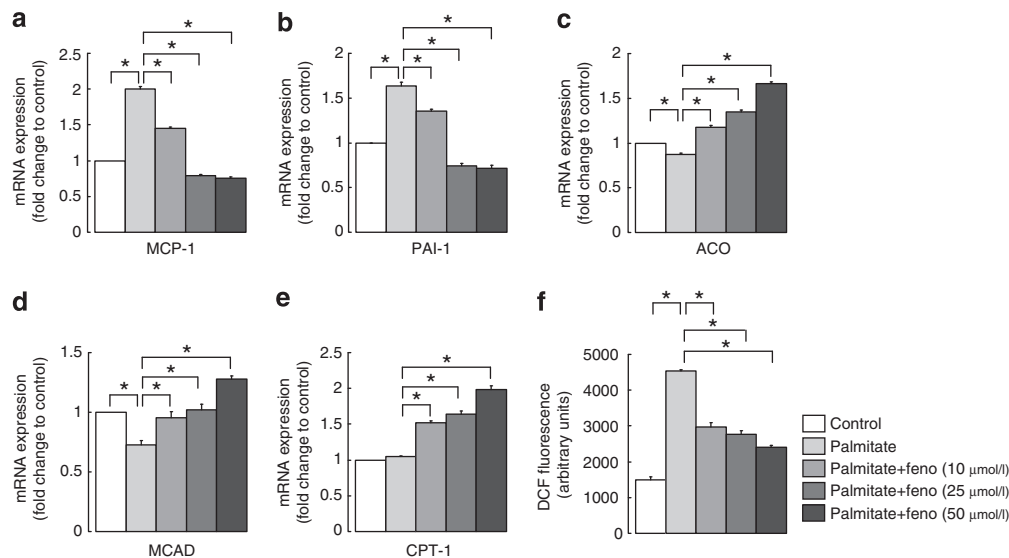 a
mRNA expression
(fold change to control)
2.5
2
1.5
1
0.5
0
*
*
*
*
MCP-1
b
mRNA expression
(fold change to control)
2
1.5
1
0.5
0
*
*
*
*
PAI-1
c
mRNA expression
(fold change to control)
2
1.5
1
0.5
0
*
*
*
*
ACO
d
mRNA expression
(fold change to control)
1.5
1
0.5
0
*
*
*
*
MCAD
e
mRNA expression
(fold change to control)
2.5
2
1.5
1
0.5
0
*
*
*
CPT-1
f
DCF fluorescence
(arbitrary units)
5000
4000
3000
2000
1000
0
*
*
*
*
Control
Palmitate
Palmitate+feno (10 μmol/l)
Palmitate+feno (25 μmol/l)
Palmitate+feno (50 μmol/l)